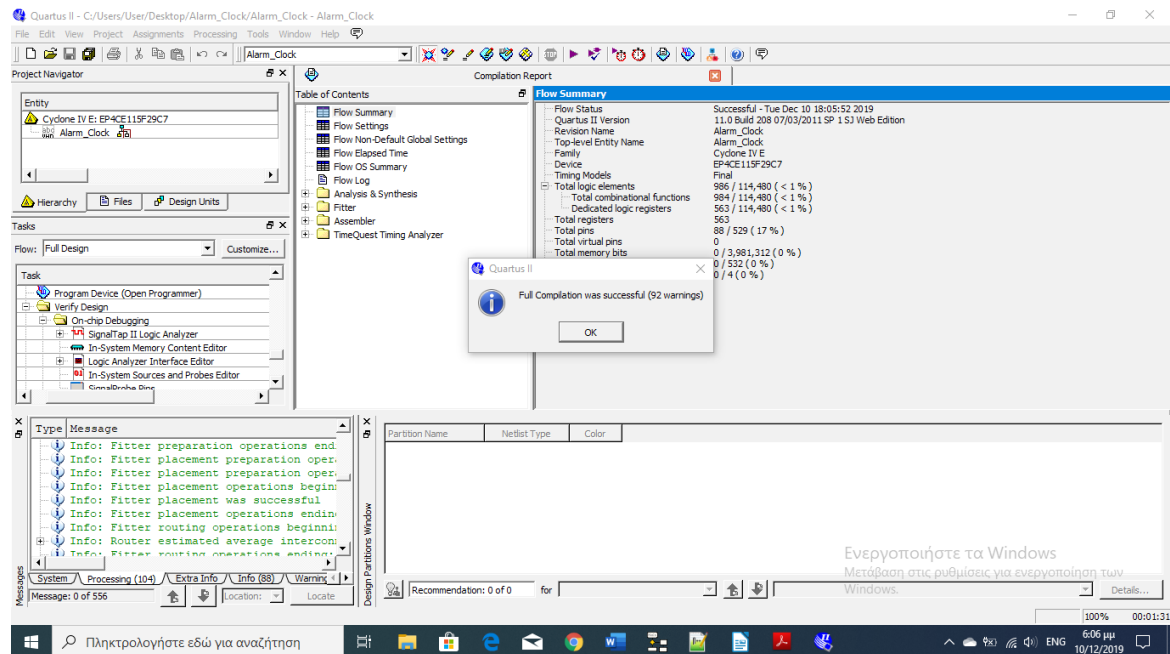 Quartus II - C:/Users/User/Desktop/Alarm_Clock/Alarm_Clock - Alarm_Clock
File Edit View Project Assignments Processing Tools Window Help
Alarm_Clock
Project Navigator
Entity
Cyclone IV E: EP4CE115F29C7
Alarm_Clock
Hierarchy Files Design Units
Tasks
Flow: Full Design Customize...
Task
Program Device (Open Programmer)
Verify Design
On-chip Debugging
SignalTap II Logic Analyzer
In-System Memory Content Editor
Logic Analyzer Interface Editor
In-System Sources and Probes Editor
SignalProbe Pins
Compilation Report
Table of Contents
Flow Summary
Flow Settings
Flow Non-Default Global Settings
Flow Elapsed Time
Flow OS Summary
Flow Log
Analysis & Synthesis
Fitter
Assembler
TimeQuest Timing Analyzer
Flow Summary
Flow Status Successful - Tue Dec 10 18:05:52 2019
Quartus II Version 11.0 Build 208 07/03/2011 SP 1 SJ Web Edition
Revision Name Alarm_Clock
Top-level Entity Name Alarm_Clock
Family Cyclone IV E
Device EP4CE115F29C7
Timing Models Final
Total logic elements 986 / 114,480 ( < 1 % )
Total combinational functions 984 / 114,480 ( < 1 % )
Dedicated logic registers 563 / 114,480 ( < 1 % )
Total registers 563
Total pins 88 / 529 ( 17 % )
Total virtual pins 0
Total memory bits 0 / 3,981,312 ( 0 % )
0 / 532 ( 0 % )
0 / 4 ( 0 % )
Quartus II
Full Compilation was successful (92 warnings)
OK
Type Message
Info: Fitter preparation operations end
Info: Fitter placement preparation oper
Info: Fitter placement preparation oper
Info: Fitter placement operations begin
Info: Fitter placement was successful
Info: Fitter placement operations endin
Info: Fitter routing operations beginni
Info: Router estimated average intercon
Info: Fitter routing operations ending:
System Processing (104) Extra Info Info (88) Warning
Message: 0 of 556 Location: Locate
Messages
Design Partitions Window
Partition Name Netlist Type Color
Recommendation: 0 of 0 for Details...
Ενεργοποιήστε τα Windows
Μετάβαση στις ρυθμίσεις για ενεργοποίηση των
Windows.
100% 00:01:31
Πληκτρολογήστε εδώ για αναζήτηση
ENG
6:06 μμ
10/12/2019